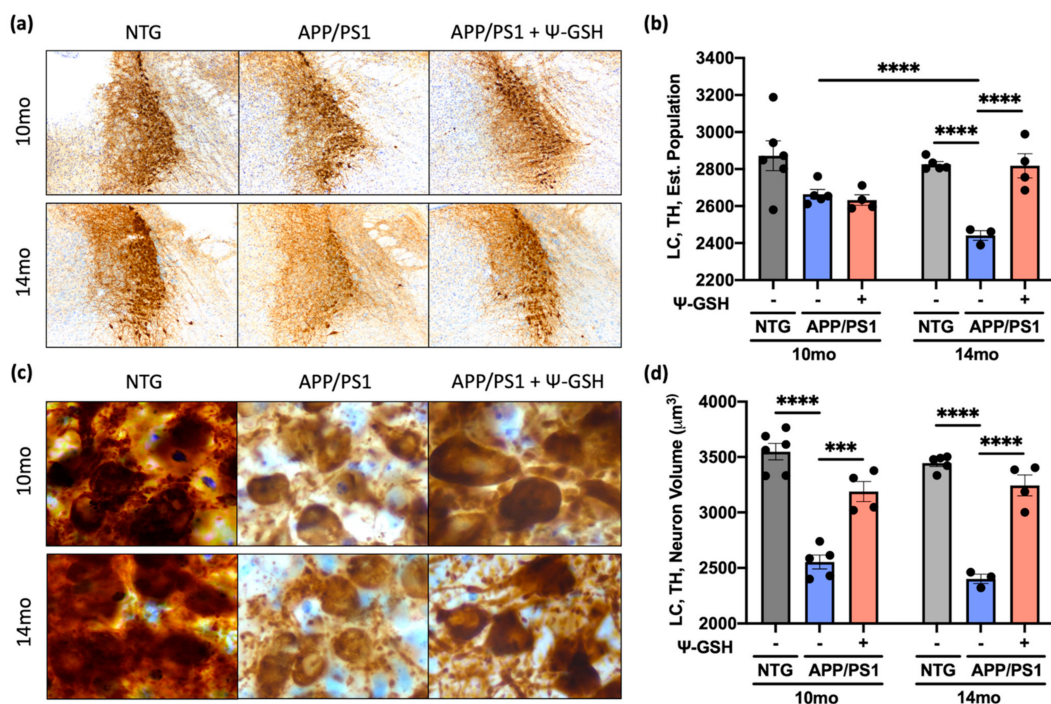 (a)
NTG
APP/PS1
APP/PS1 + Ψ-GSH
10mo
14mo
(b)
LC, TH, Est. Population
3400
3200
3000
2800
2600
2400
2200
****
****
****
Ψ-GSH
-
-
+
-
-
+
NTG
APP/PS1
NTG
APP/PS1
10mo
14mo
(c)
NTG
APP/PS1
APP/PS1 + Ψ-GSH
10mo
14mo
(d)
LC, TH, Neuron Volume (μm³)
4000
3500
3000
2500
2000
****
***
****
****
Ψ-GSH
-
-
+
-
-
+
NTG
APP/PS1
NTG
APP/PS1
10mo
14mo